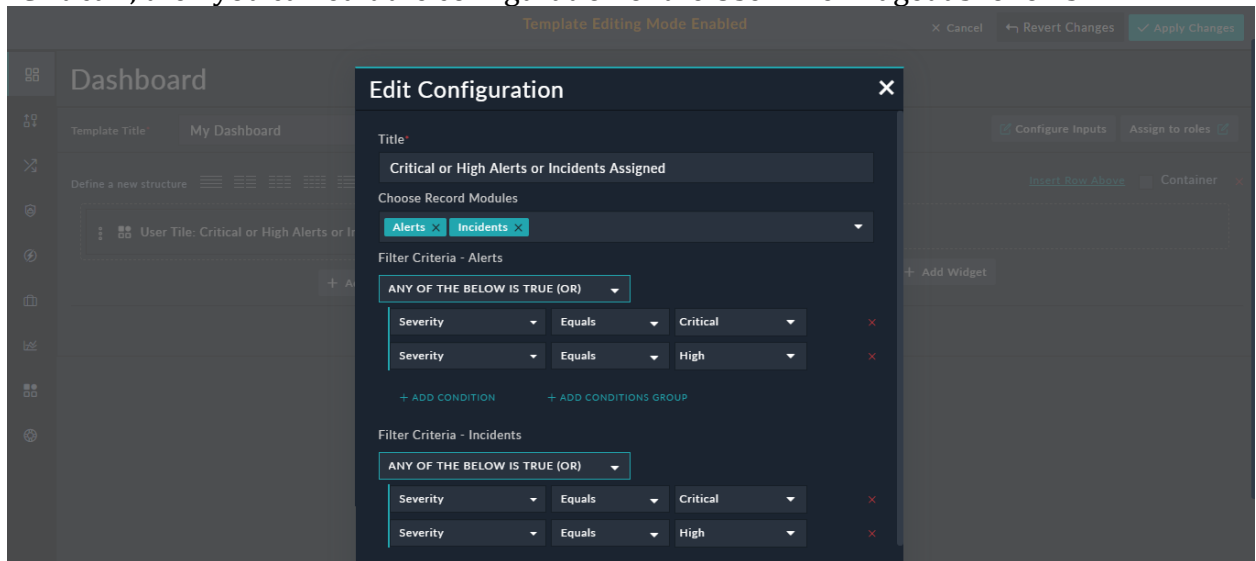 Template Editing Mode Enabled
× Cancel Revert Changes Apply Changes
Dashboard
Edit Configuration ×
Template Title My Dashboard
Configure Inputs Assign to roles
Title*
Critical or High Alerts or Incidents Assigned
Define a new structure
Insert Row Above Container ×
Choose Record Modules
Alerts × Incidents ×
User Tile: Critical or High Alerts or In
Filter Criteria - Alerts
+ A
+ Add Widget
ANY OF THE BELOW IS TRUE (OR)
Severity Equals Critical ×
Severity Equals High ×
+ ADD CONDITION + ADD CONDITIONS GROUP
Filter Criteria - Incidents
ANY OF THE BELOW IS TRUE (OR)
Severity Equals Critical ×
Severity Equals High ×